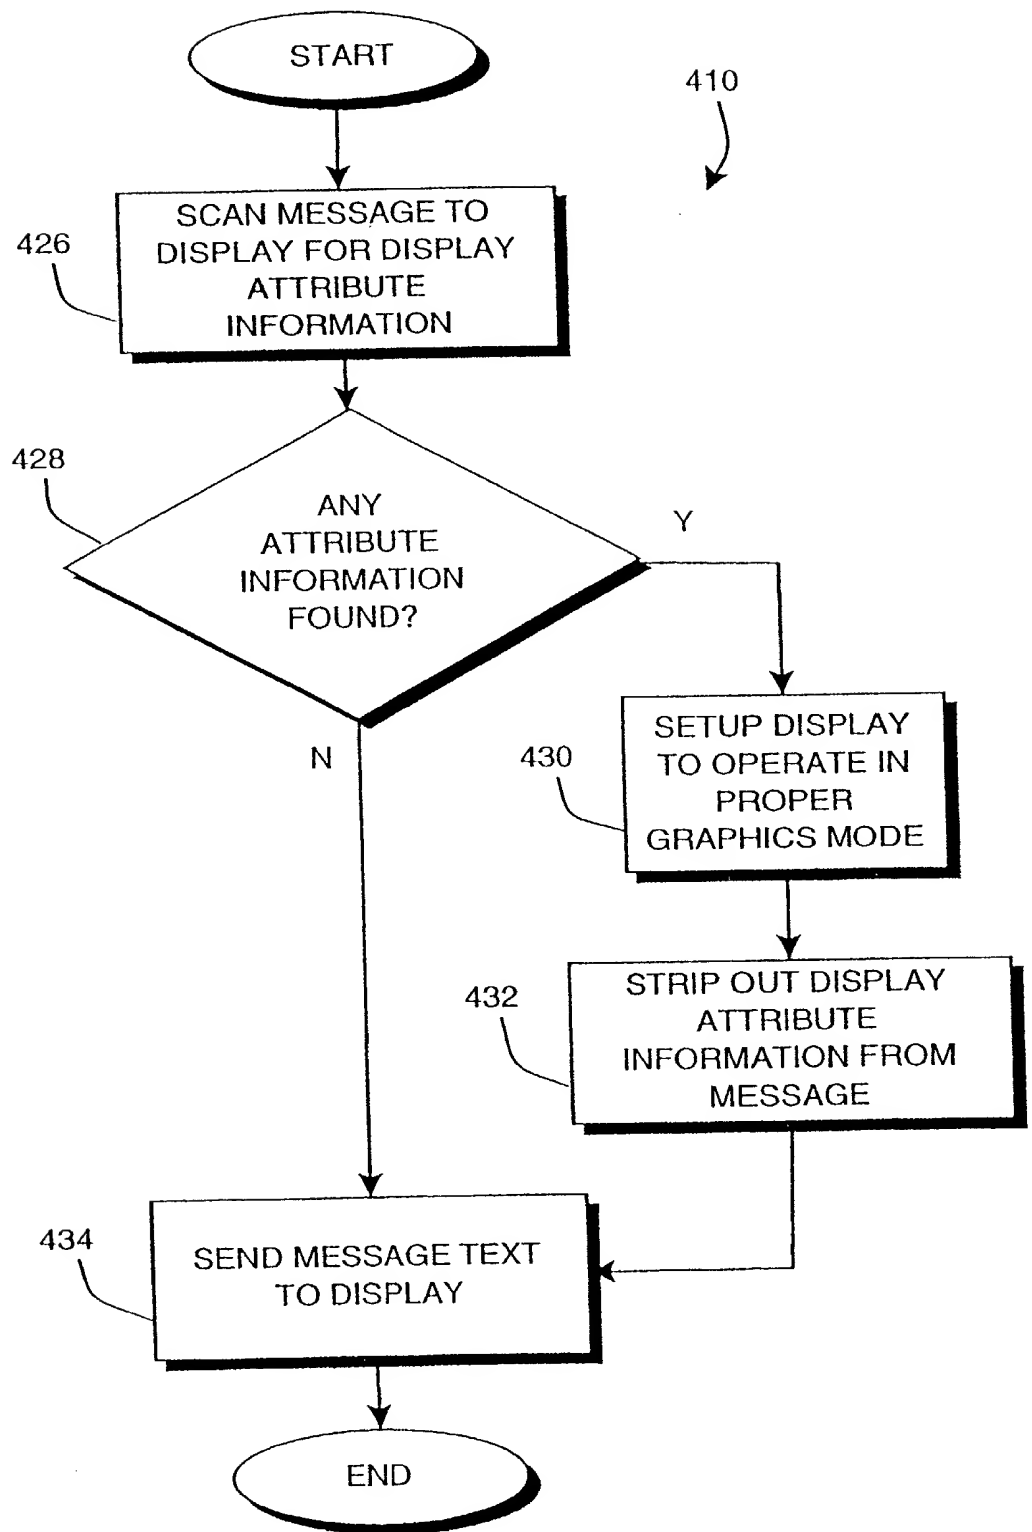 START
410
SCAN MESSAGE TO
DISPLAY FOR DISPLAY
ATTRIBUTE
INFORMATION
426
428
ANY
ATTRIBUTE
INFORMATION
FOUND?
Y
N
SETUP DISPLAY
TO OPERATE IN
PROPER
GRAPHICS MODE
430
STRIP OUT DISPLAY
ATTRIBUTE
INFORMATION FROM
MESSAGE
432
434
SEND MESSAGE TEXT
TO DISPLAY
END